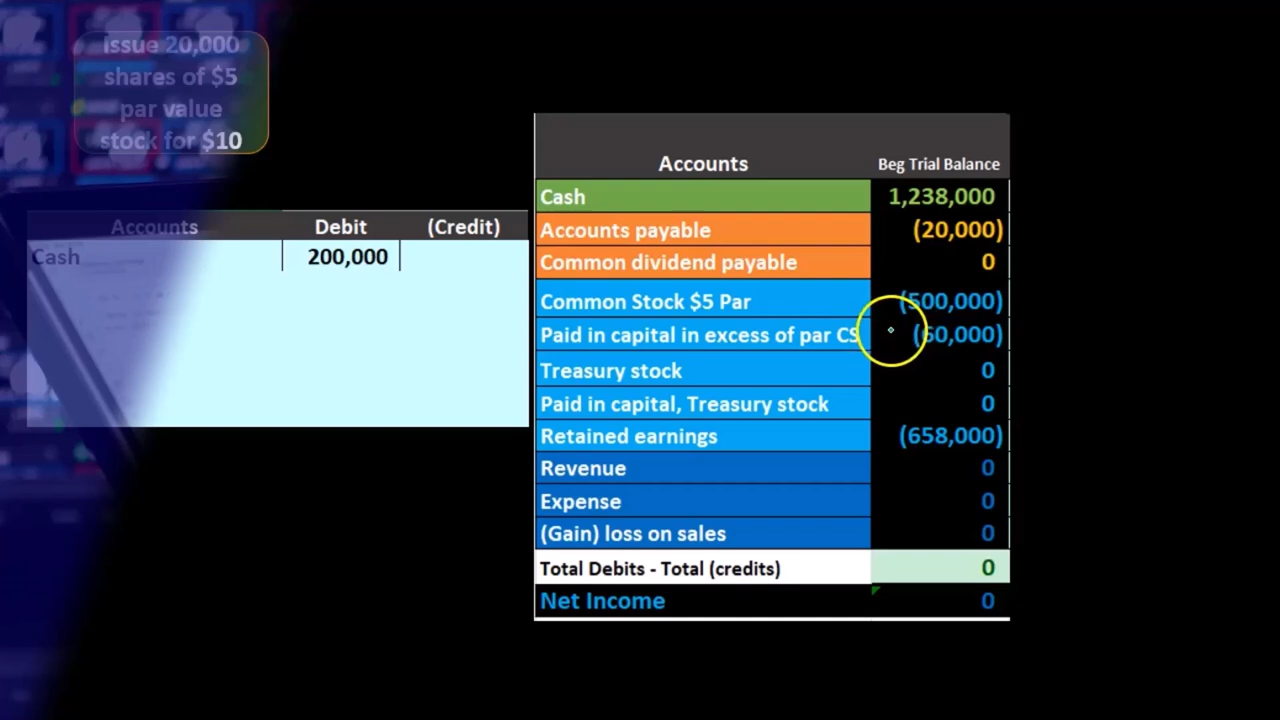 issue 20,000
shares of $5
par value
stock for $10
Accounts Debit (Credit)
Cash 200,000
Accounts Beg Trial Balance
Cash 1,238,000
Accounts payable (20,000)
Common dividend payable 0
Common Stock $5 Par (500,000)
Paid in capital in excess of par CS (60,000)
Treasury stock 0
Paid in capital, Treasury stock 0
Retained earnings (658,000)
Revenue 0
Expense 0
(Gain) loss on sales 0
Total Debits - Total (credits) 0
Net Income 0